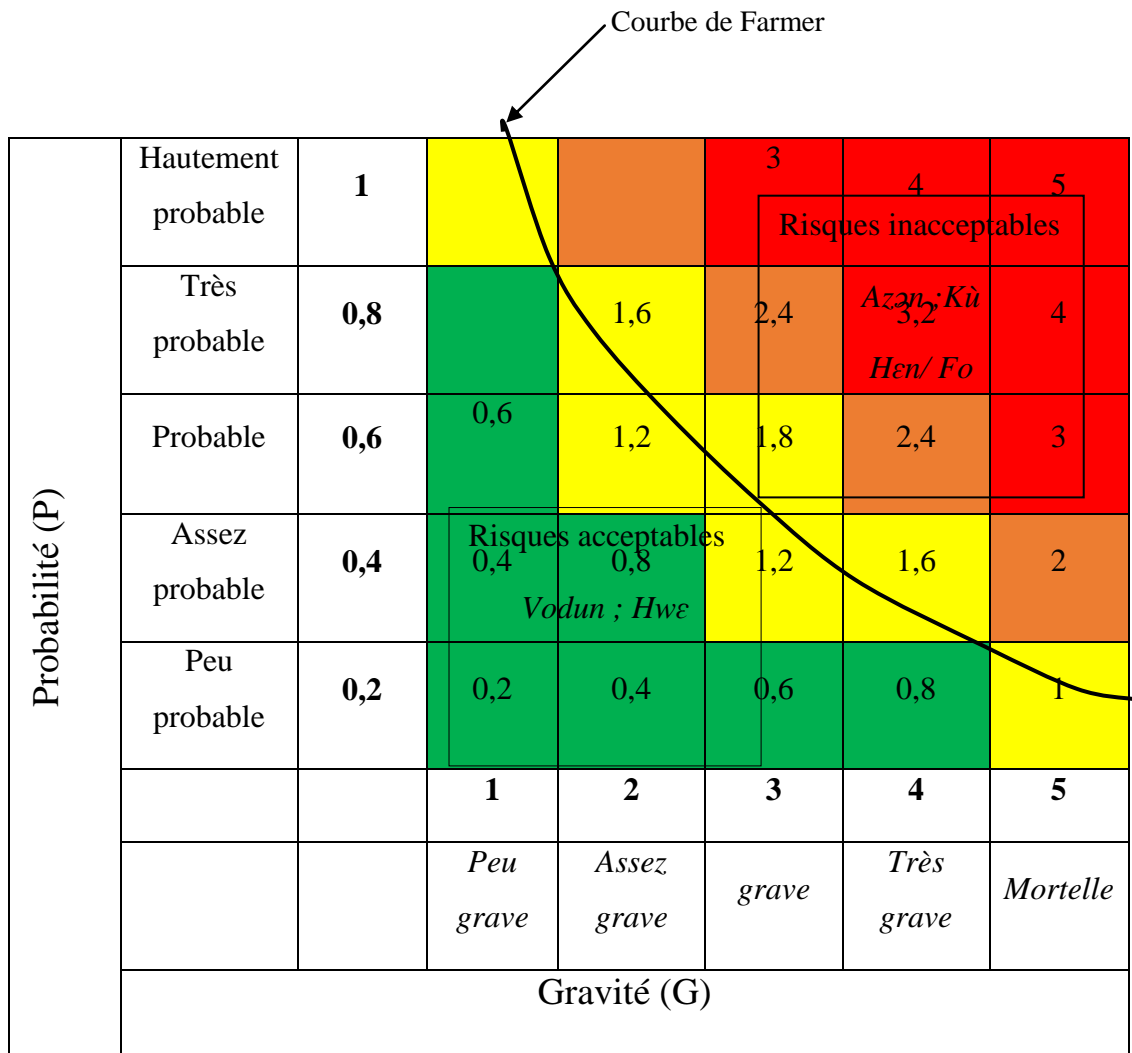 Courbe de Farmer
Hautement
probable
1
3
4
5
Risques inacceptables
Très
probable
0,8
1,6
2,4
3,2
4
Azɔn ;Kù
Hɛn/ Fo
Probable
0,6
0,6
1,2
1,8
2,4
3
Assez
probable
0,4
Risques acceptables
0,4
0,8
1,2
1,6
2
Vodun ; Hwɛ
Peu
probable
0,2
0,2
0,4
0,6
0,8
1
Probabilité (P)
1
2
3
4
5
Peu
grave
Assez
grave
grave
Très
grave
Mortelle
Gravité (G)